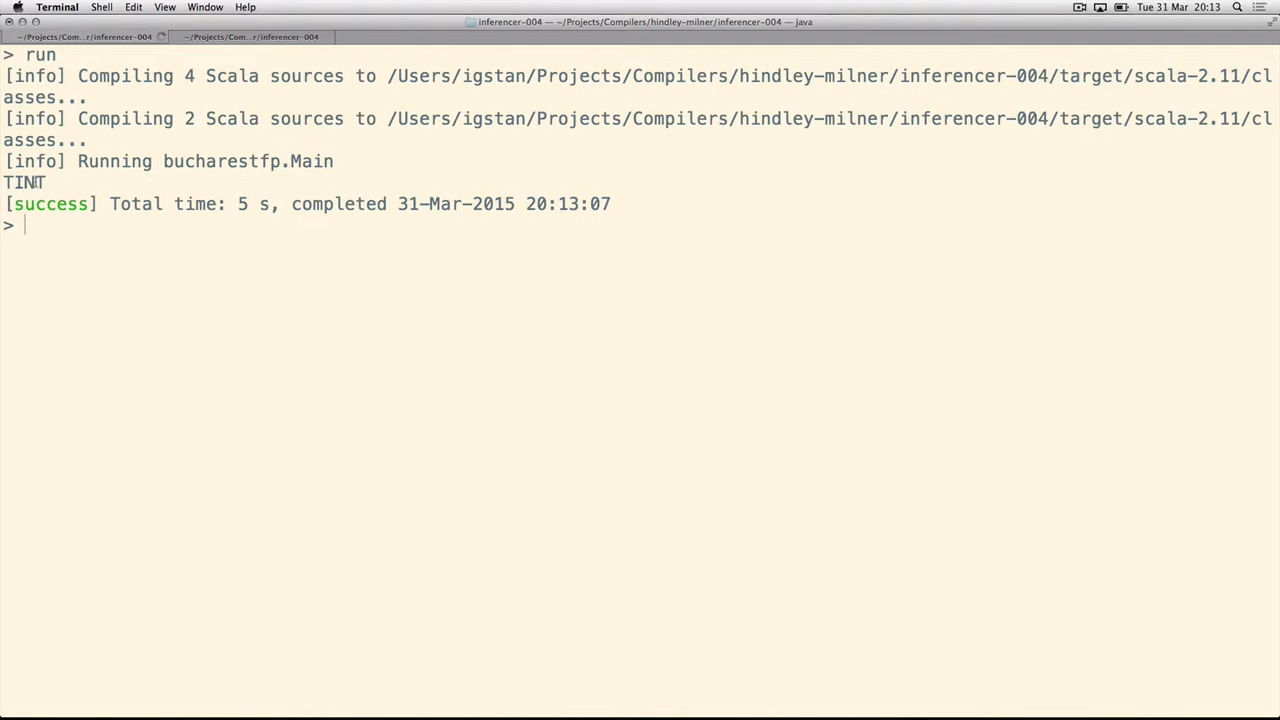 Terminal Shell Edit View Window Help Tue 31 Mar 20:13
inferencer-004 — ~/Projects/Compilers/hindley-milner/inferencer-004 — java
~/Projects/Com...r/inferencer-004 ~/Projects/Com...r/inferencer-004
> run
[info] Compiling 4 Scala sources to /Users/igstan/Projects/Compilers/hindley-milner/inferencer-004/target/scala-2.11/cl
asses...
[info] Compiling 2 Scala sources to /Users/igstan/Projects/Compilers/hindley-milner/inferencer-004/target/scala-2.11/cl
asses...
[info] Running bucharestfp.Main
TINT
[success] Total time: 5 s, completed 31-Mar-2015 20:13:07
>